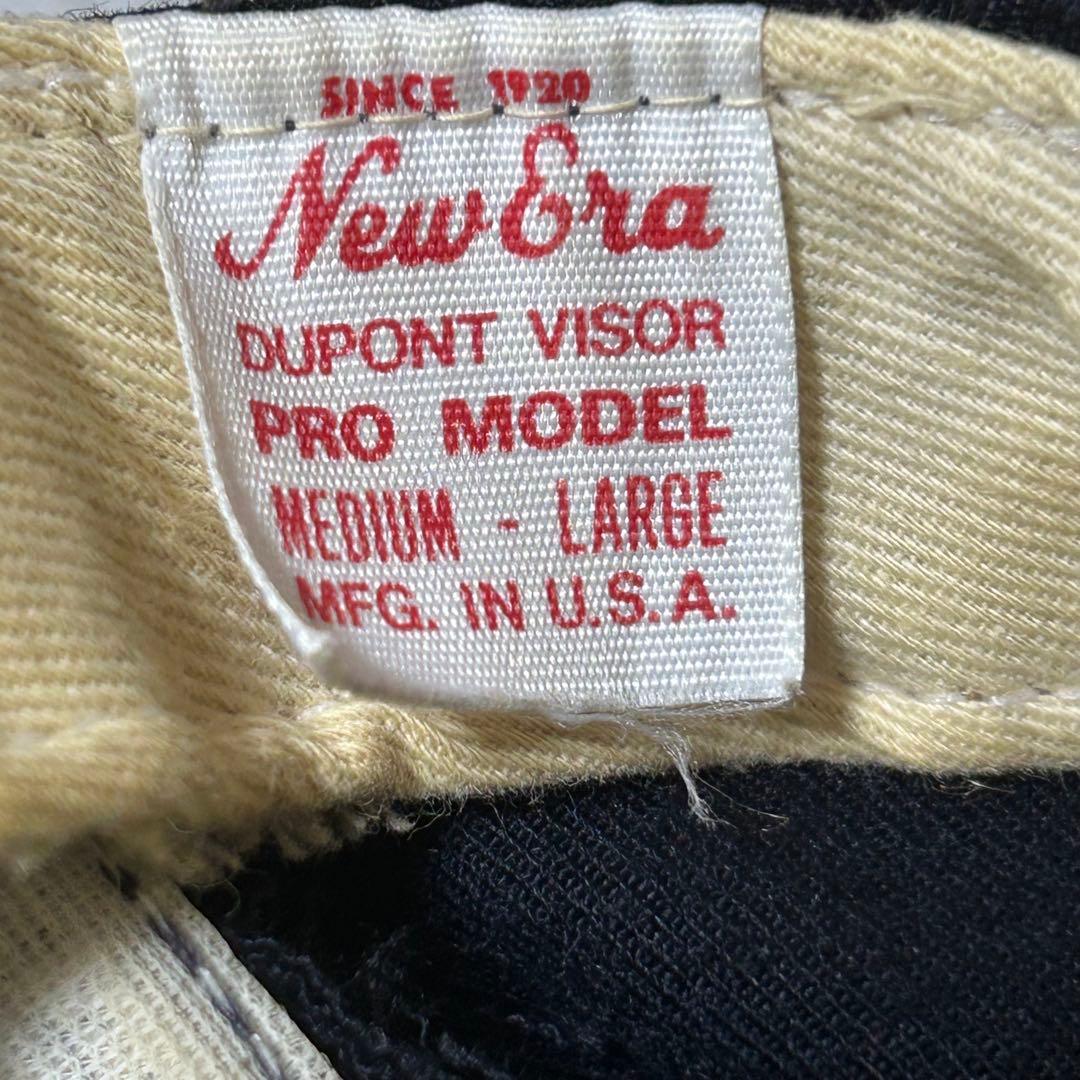 SINCE 1920
New Era
DUPONT VISOR
PRO MODEL
MEDIUM - LARGE
MFG. IN U.S.A.